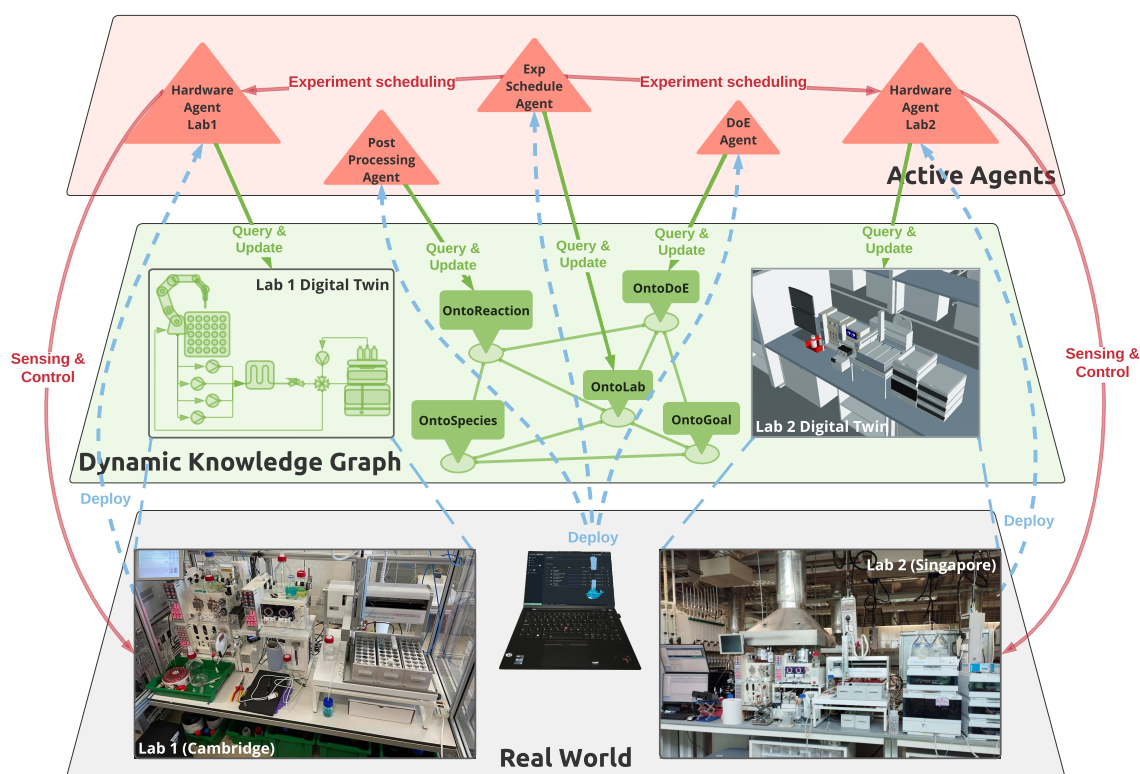 Hardware
Agent
Lab1
Experiment scheduling
Exp
Schedule
Agent
Experiment scheduling
Hardware
Agent
Lab2
Post
Processing
Agent
DoE
Agent
Active Agents
Query &
Update
Query &
Update
Query &
Update
Query &
Update
Query &
Update
Lab 1 Digital Twin
OntoReaction
OntoDoE
OntoLab
OntoSpecies
OntoGoal
Lab 2 Digital Twin
Sensing &
Control
Sensing &
Control
Dynamic Knowledge Graph
Deploy
Deploy
Deploy
Lab 1 (Cambridge)
Lab 2 (Singapore)
Real World